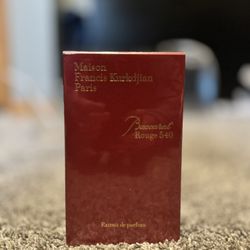 Maison
Francis Kurkdjian
Paris
Baccarat
Rouge 540
Extrait de parfum